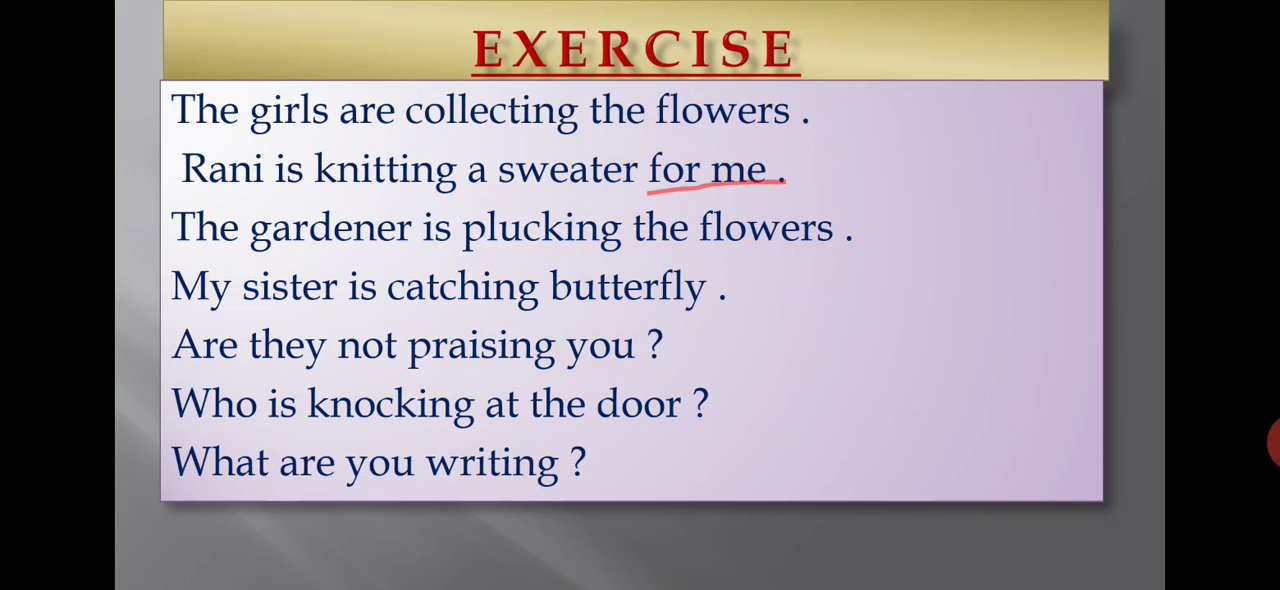 EXERCISE
The girls are collecting the flowers .
Rani is knitting a sweater for me .
The gardener is plucking the flowers .
My sister is catching butterfly .
Are they not praising you ?
Who is knocking at the door ?
What are you writing ?